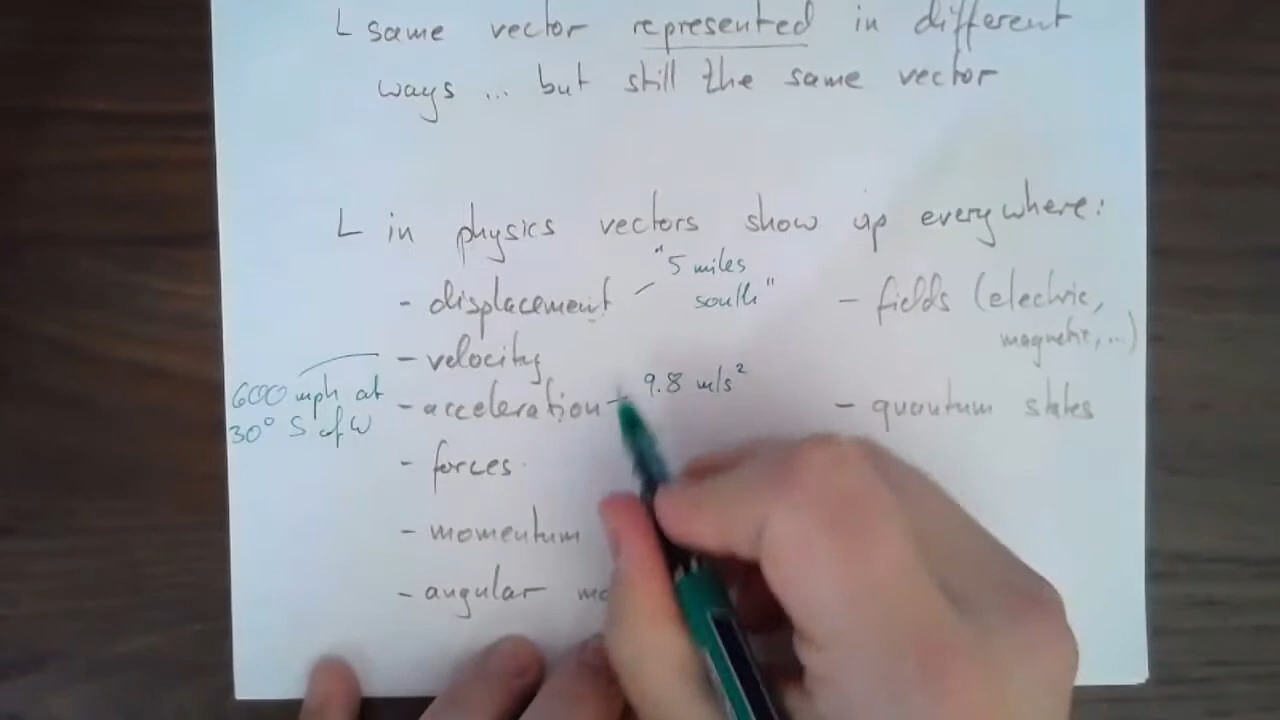 L same vector represented in different
ways ... but still the same vector
L in physics vectors show up everywhere:
- displacement - "5 miles
south"
- velocity
600 mph at
30° S of W
- acceleration - 9.8 m/s²
- forces
- momentum
- angular
- fields (electric,
magnetic, ...)
- quantum states